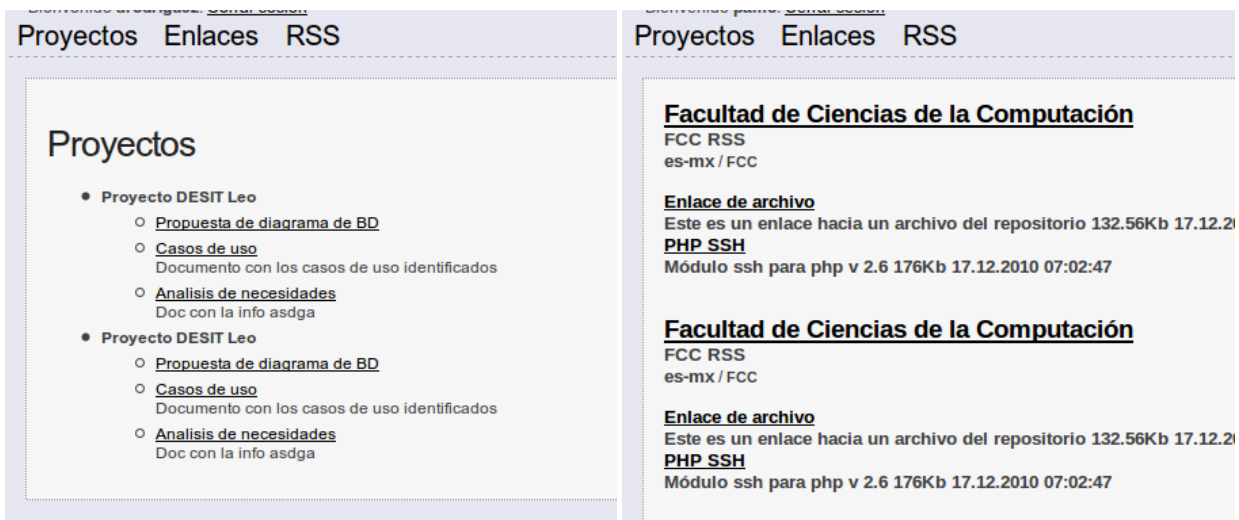 Proyectos Enlaces RSS
Proyectos
Proyecto DESIT Leo
Propuesta de diagrama de BD
Casos de uso
Documento con los casos de uso identificados
Analisis de necesidades
Doc con la info asdga
Proyecto DESIT Leo
Propuesta de diagrama de BD
Casos de uso
Documento con los casos de uso identificados
Analisis de necesidades
Doc con la info asdga
Proyectos Enlaces RSS
Facultad de Ciencias de la Computación
FCC RSS
es-mx / FCC
Enlace de archivo
Este es un enlace hacia un archivo del repositorio 132.56Kb
PHP SSH
Módulo ssh para php v 2.6 176Kb 17.12.2010 07:02:47
Facultad de Ciencias de la Computación
FCC RSS
es-mx / FCC
Enlace de archivo
Este es un enlace hacia un archivo del repositorio 132.56Kb
PHP SSH
Módulo ssh para php v 2.6 176Kb 17.12.2010 07:02:47